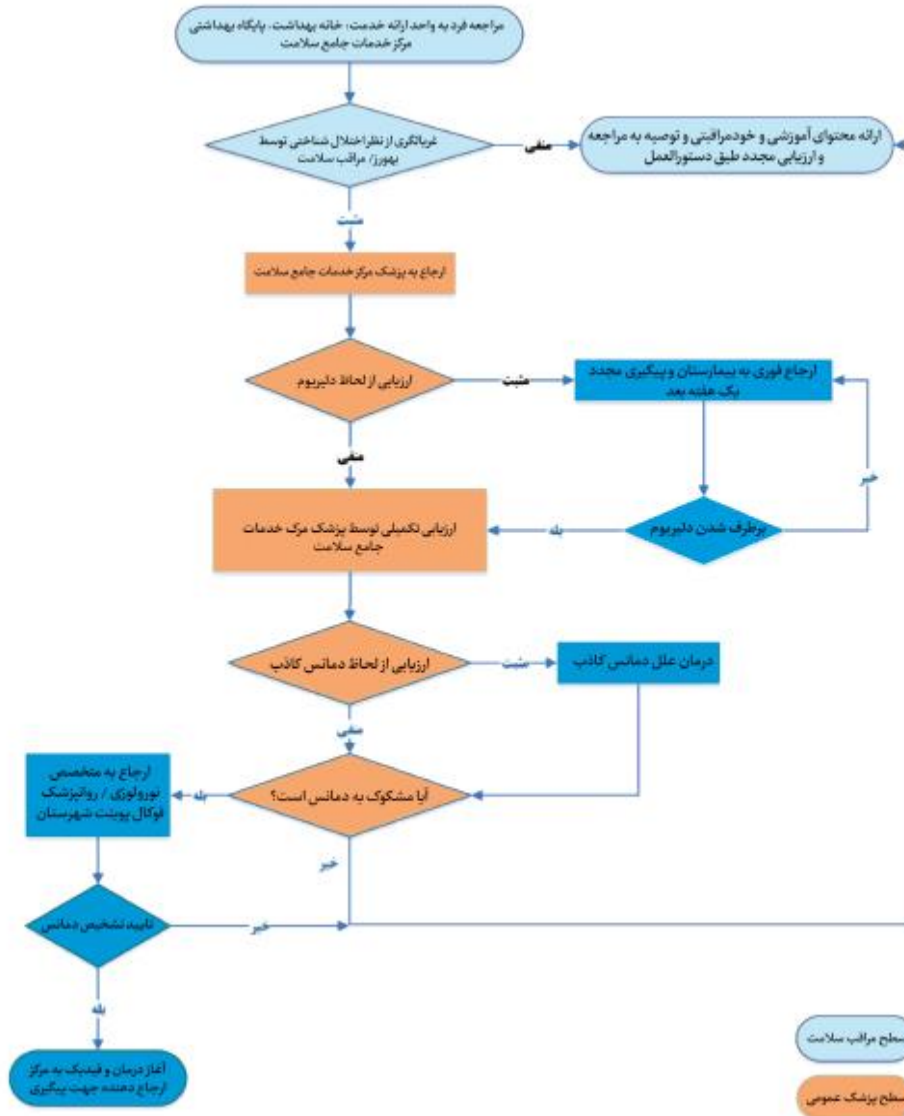 مراجعه فرد به واحد ارائه خدمت: خانه بهداشت، پایگاه بهداشتی
مرکز خدمات جامع سلامت
غربالگری از نظر اختلال شناختی توسط
بهورز/ مراقب سلامت
منفی
ارائه محتوای آموزشی و خودمراقبتی و توصیه به مراجعه
و ارزیابی مجدد طبق دستورالعمل
مثبت
ارجاع به پزشک مرکز خدمات جامع سلامت
ارزیابی از لحاظ دلیریوم
مثبت
ارجاع فوری به بیمارستان و پیگیری مجدد
یک هفته بعد
منفی
خیر
ارزیابی تکمیلی توسط پزشک مرک خدمات
جامع سلامت
بله
برطرف شدن دلیریوم
ارزیابی از لحاظ دمانس کاذب
مثبت
درمان علل دمانس کاذب
منفی
آیا مشکوک به دمانس است؟
بله
ارجاع به متخصص
نورولوژی / روانپزشک
فوکال پوینت شهرستان
خیر
تایید تشخیص دمانس
خیر
بله
آغاز درمان و فیدبک به مرکز
ارجاع دهنده جهت پیگیری
سطح مراقب سلامت
سطح پزشک عمومی